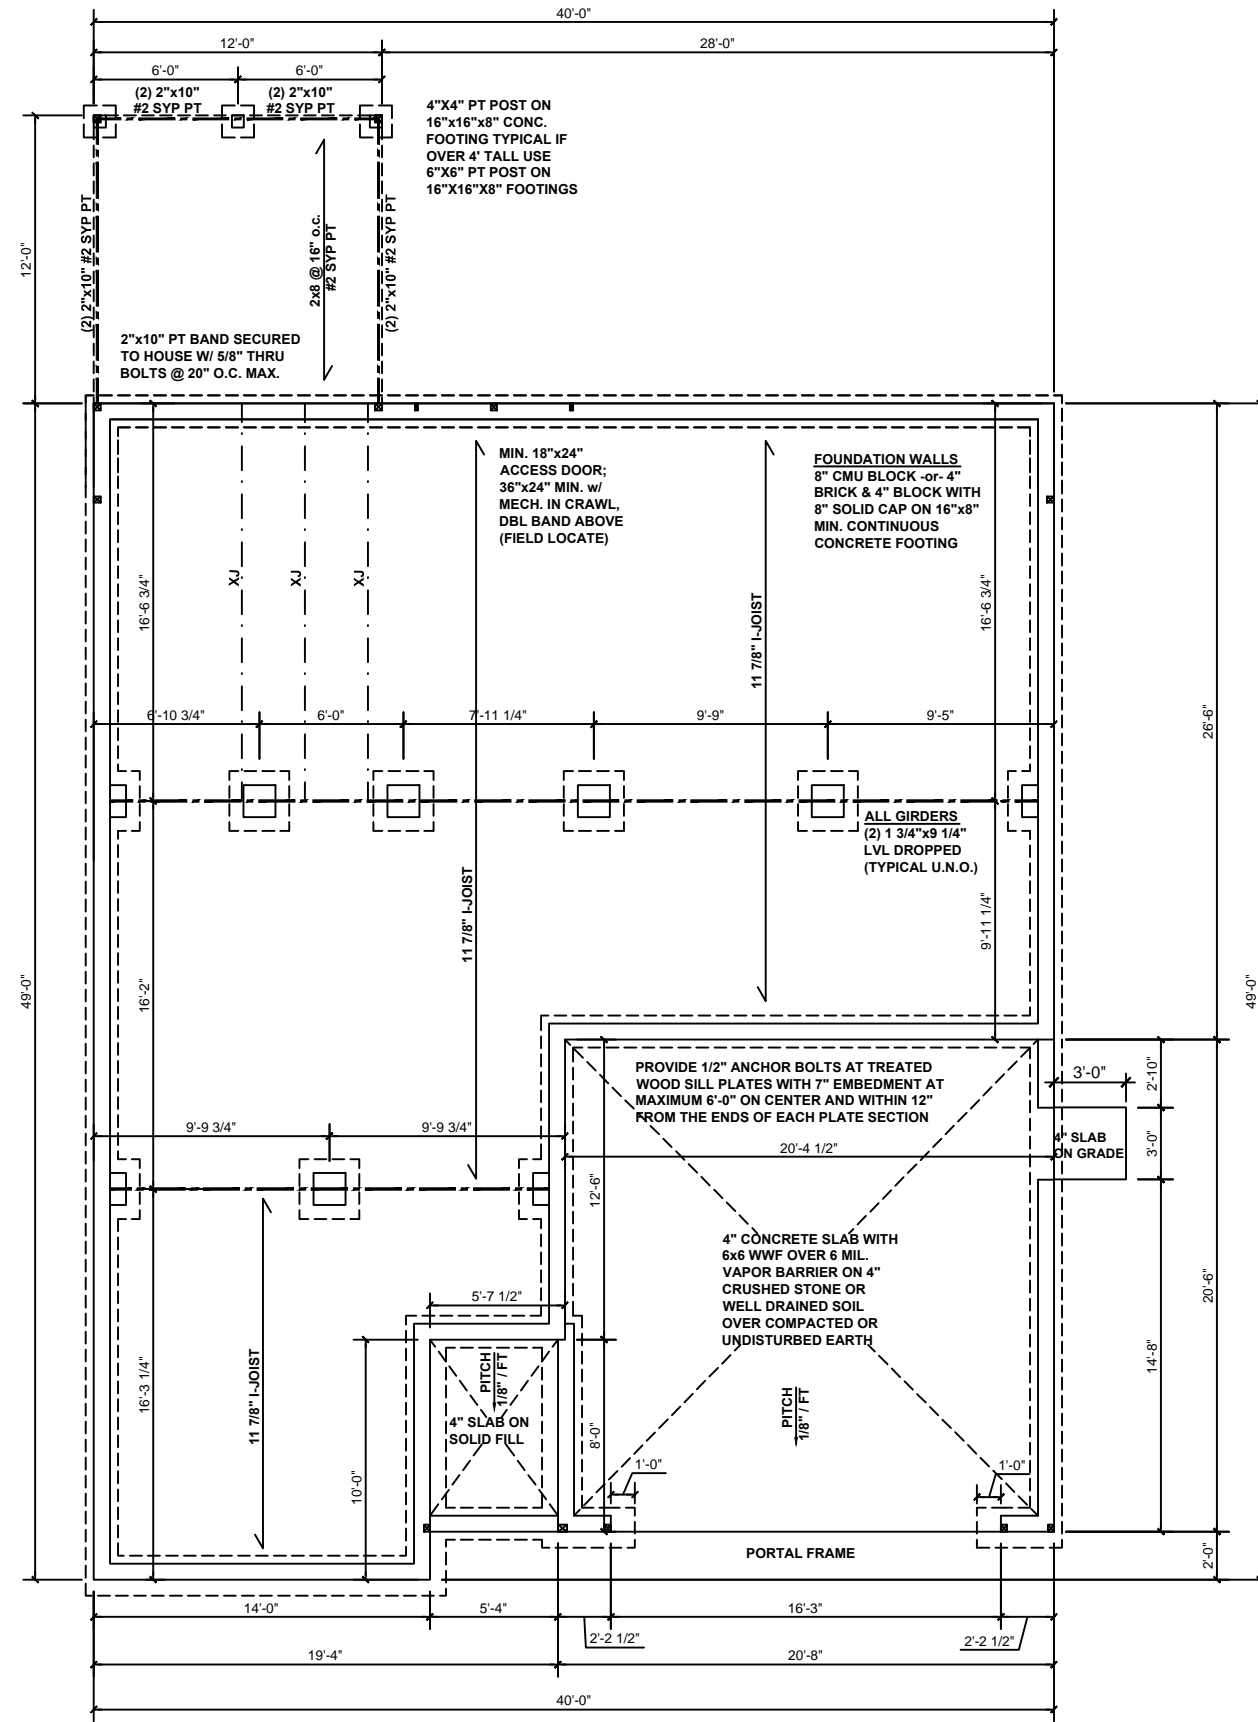 40'-0"
12'-0"
28'-0"
6'-0"
6'-0"
(2) 2"x10"
#2 SYP PT
(2) 2"x10"
#2 SYP PT
4"X4" PT POST ON
16"x16"x8" CONC.
FOOTING TYPICAL IF
OVER 4' TALL USE
6"X6" PT POST ON
16"X16"X8" FOOTINGS
12'-0"
(2) 2"x10" #2 SYP PT
2x8 @ 16" o.c.
#2 SYP PT
(2) 2"x10" #2 SYP PT
2"x10" PT BAND SECURED
TO HOUSE W/ 5/8" THRU
BOLTS @ 20" O.C. MAX.
MIN. 18"x24"
ACCESS DOOR;
36"x24" MIN. w/
MECH. IN CRAWL,
DBL BAND ABOVE
(FIELD LOCATE)
FOUNDATION WALLS
8" CMU BLOCK -or- 4"
BRICK & 4" BLOCK WITH
8" SOLID CAP ON 16"x8"
MIN. CONTINUOUS
CONCRETE FOOTING
16'-6 3/4"
XJ
XJ
XJ
11 7/8" I-JOIST
16'-6 3/4"
26'-6"
6'-10 3/4"
6'-0"
7'-11 1/4"
9'-9"
9'-5"
ALL GIRDERS
(2) 1 3/4"x9 1/4"
LVL DROPPED
(TYPICAL U.N.O.)
49'-0"
16'-2"
11 7/8" I-JOIST
9'-11 1/4"
49'-0"
PROVIDE 1/2" ANCHOR BOLTS AT TREATED
WOOD SILL PLATES WITH 7" EMBEDMENT AT
MAXIMUM 6'-0" ON CENTER AND WITHIN 12"
FROM THE ENDS OF EACH PLATE SECTION
3'-0"
2'-10"
9'-9 3/4"
9'-9 3/4"
20'-4 1/2"
4" SLAB
ON GRADE
3'-0"
12'-6"
4" CONCRETE SLAB WITH
6x6 WWF OVER 6 MIL.
VAPOR BARRIER ON 4"
CRUSHED STONE OR
WELL DRAINED SOIL
OVER COMPACTED OR
UNDISTURBED EARTH
5'-7 1/2"
20'-6"
14'-8"
16'-3 1/4"
11 7/8" I-JOIST
PITCH
1/8" / FT
4" SLAB ON
SOLID FILL
PITCH
1/8" / FT
8'-0"
10'-0"
1'-0"
1'-0"
PORTAL FRAME
2'-0"
14'-0"
5'-4"
16'-3"
2'-2 1/2"
2'-2 1/2"
19'-4"
20'-8"
40'-0"